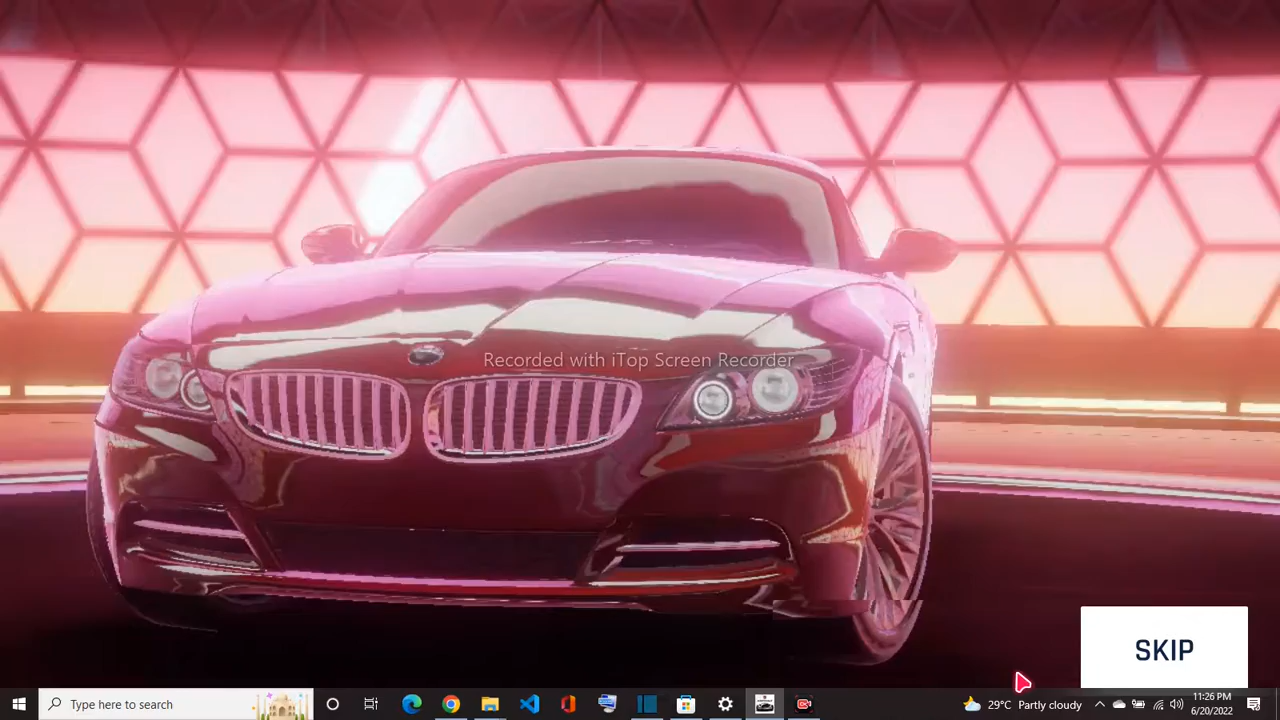 Recorded with iTop Screen Recorder
SKIP
Type here to search
29°C Partly cloudy
11:26 PM
6/20/2022